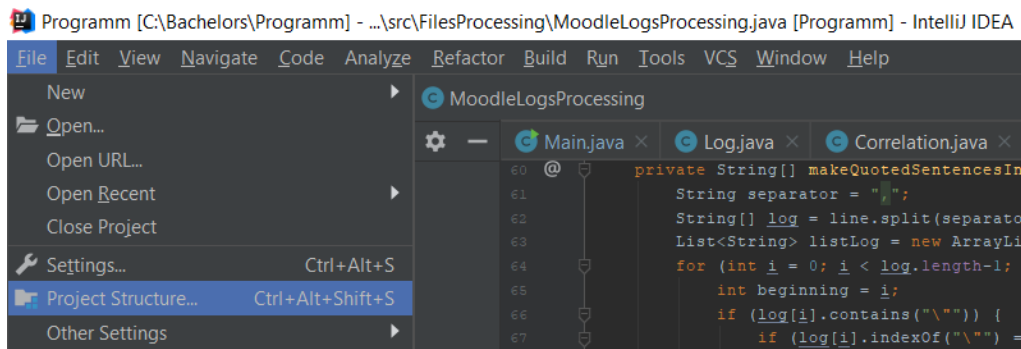 Programm [C:\Bachelors\Programm] - ...\src\FilesProcessing\MoodleLogsProcessing.java [Programm] - IntelliJ IDEA
File Edit View Navigate Code Analyze Refactor Build Run Tools VCS Window Help
New
Open...
Open URL...
Open Recent
Close Project
Settings... Ctrl+Alt+S
Project Structure... Ctrl+Alt+Shift+S
Other Settings
MoodleLogsProcessing
Main.java Log.java Correlation.java
60 @ private String[] makeQuotedSentencesIn
61 String separator = ",";
62 String[] log = line.split(separato
63 List<String> listLog = new ArrayLi
64 for (int i = 0; i < log.length-1;
65 int beginning = i;
66 if (log[i].contains("\"")) {
67 if (log[i].indexOf("\"") =